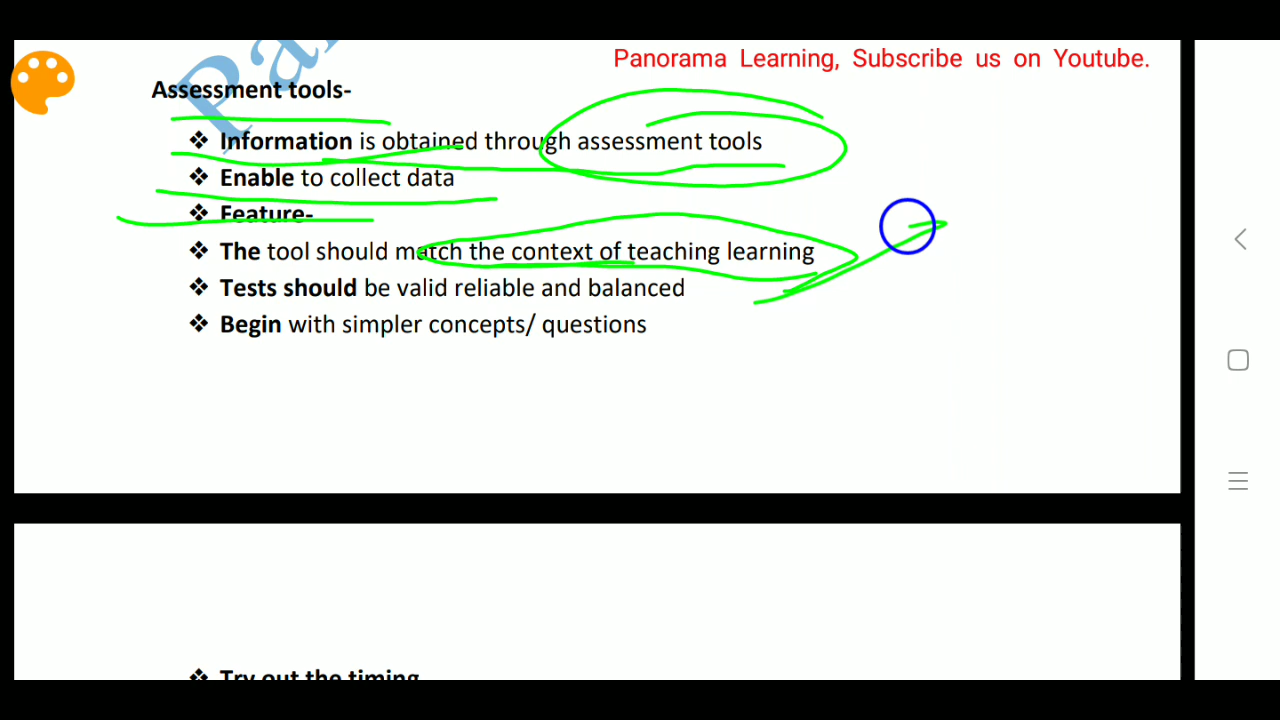 Panorama Learning, Subscribe us on Youtube.
Pa
Assessment tools-
❖ Information is obtained through assessment tools
❖ Enable to collect data
❖ Feature-
❖ The tool should match the context of teaching learning
❖ Tests should be valid reliable and balanced
❖ Begin with simpler concepts/ questions
❖ Try out the timing